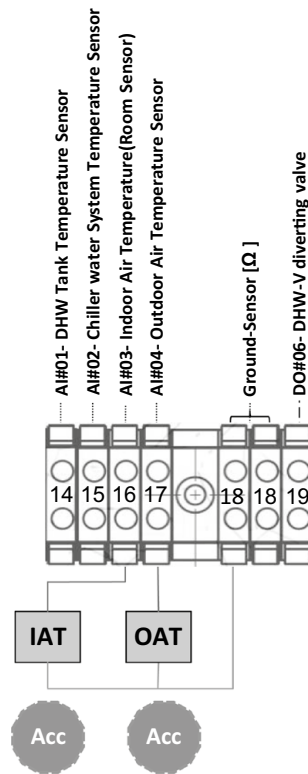 AI#01- DHW Tank Temperature Sensor
AI#02- Chiller water System Temperature Sensor
AI#03- Indoor Air Temperature(Room Sensor)
AI#04- Outdoor Air Temperature Sensor
Ground-Sensor [Ω ]
DO#06- DHW-V diverting valve
14 15 16 17 18 18 19
IAT OAT
Acc Acc